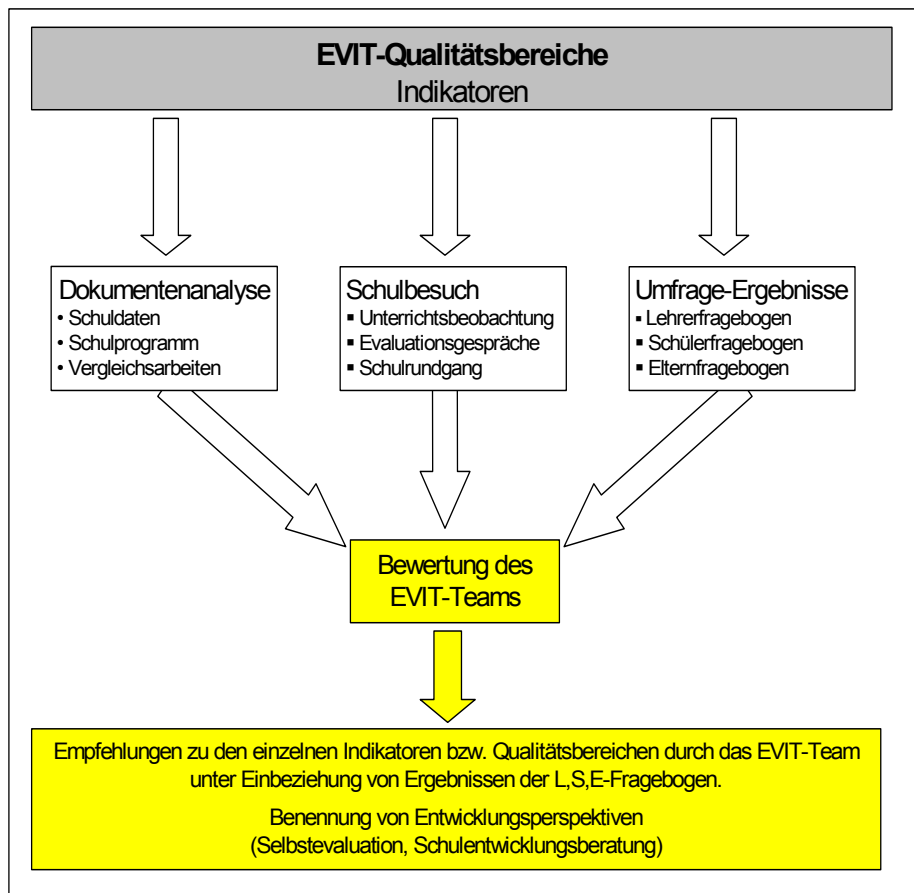 EVIT-Qualitätsbereiche
Indikatoren
Dokumentenanalyse
• Schuldaten
• Schulprogramm
• Vergleichsarbeiten
Schulbesuch
▪ Unterrichtsbeobachtung
▪ Evaluationsgespräche
▪ Schulrundgang
Umfrage-Ergebnisse
▪ Lehrerfragebogen
▪ Schülerfragebogen
▪ Elternfragebogen
Bewertung des
EVIT-Teams
Empfehlungen zu den einzelnen Indikatoren bzw. Qualitätsbereichen durch das EVIT-Team
unter Einbeziehung von Ergebnissen der L,S,E-Fragebogen.
Benennung von Entwicklungsperspektiven
(Selbstevaluation, Schulentwicklungsberatung)